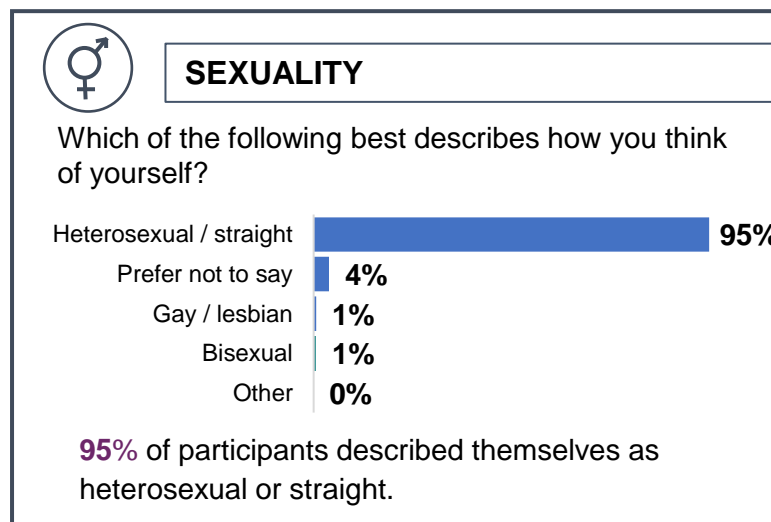 SEXUALITY
Which of the following best describes how you think
of yourself?
Heterosexual / straight 95%
Prefer not to say 4%
Gay / lesbian 1%
Bisexual 1%
Other 0%
95% of participants described themselves as
heterosexual or straight.